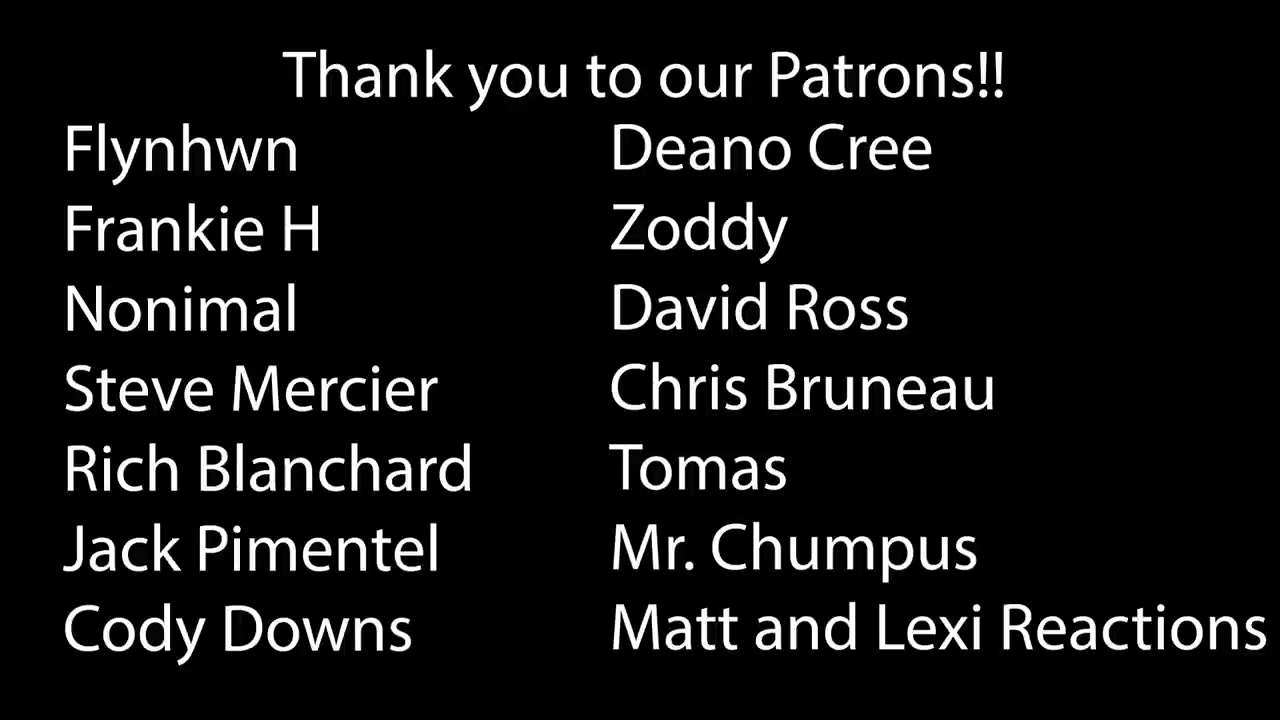 Thank you to our Patrons!!
Flynhwn
Frankie H
Nonimal
Steve Mercier
Rich Blanchard
Jack Pimentel
Cody Downs
Deano Cree
Zoddy
David Ross
Chris Bruneau
Tomas
Mr. Chumpus
Matt and Lexi Reactions